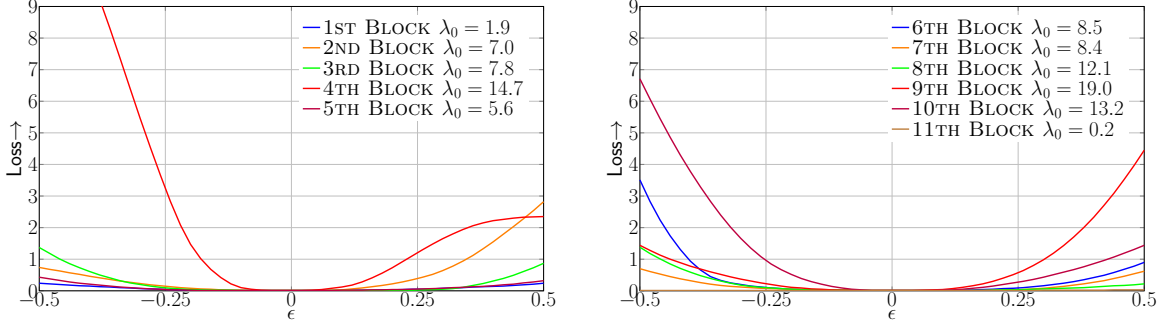 9
8
7
6
5
4
3
2
1
0
Loss→
−0.5
−0.25
0
0.25
0.5
ϵ
1ST BLOCK λ₀ = 1.9
2ND BLOCK λ₀ = 7.0
3RD BLOCK λ₀ = 7.8
4TH BLOCK λ₀ = 14.7
5TH BLOCK λ₀ = 5.6
9
8
7
6
5
4
3
2
1
0
Loss→
−0.5
−0.25
0
0.25
0.5
ϵ
6TH BLOCK λ₀ = 8.5
7TH BLOCK λ₀ = 8.4
8TH BLOCK λ₀ = 12.1
9TH BLOCK λ₀ = 19.0
10TH BLOCK λ₀ = 13.2
11TH BLOCK λ₀ = 0.2